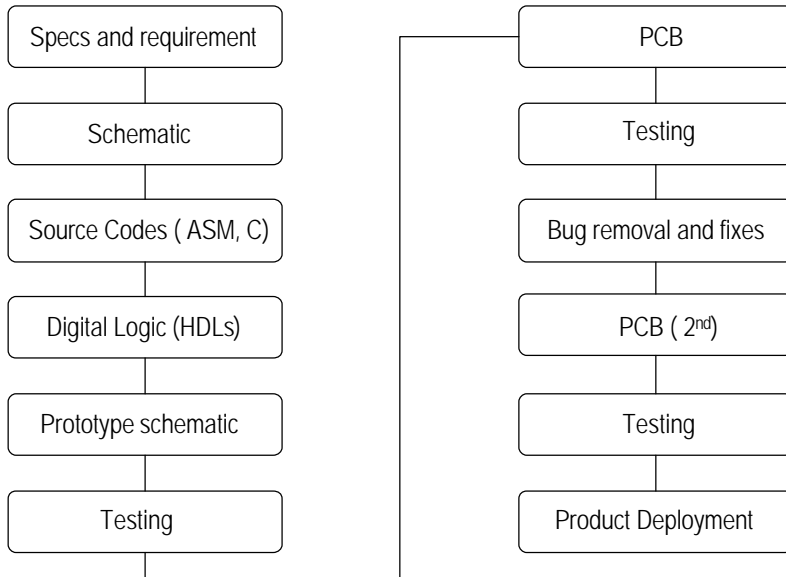 Specs and requirement
Schematic
Source Codes ( ASM, C)
Digital Logic (HDLs)
Prototype schematic
Testing
PCB
Testing
Bug removal and fixes
PCB ( 2nd)
Testing
Product Deployment